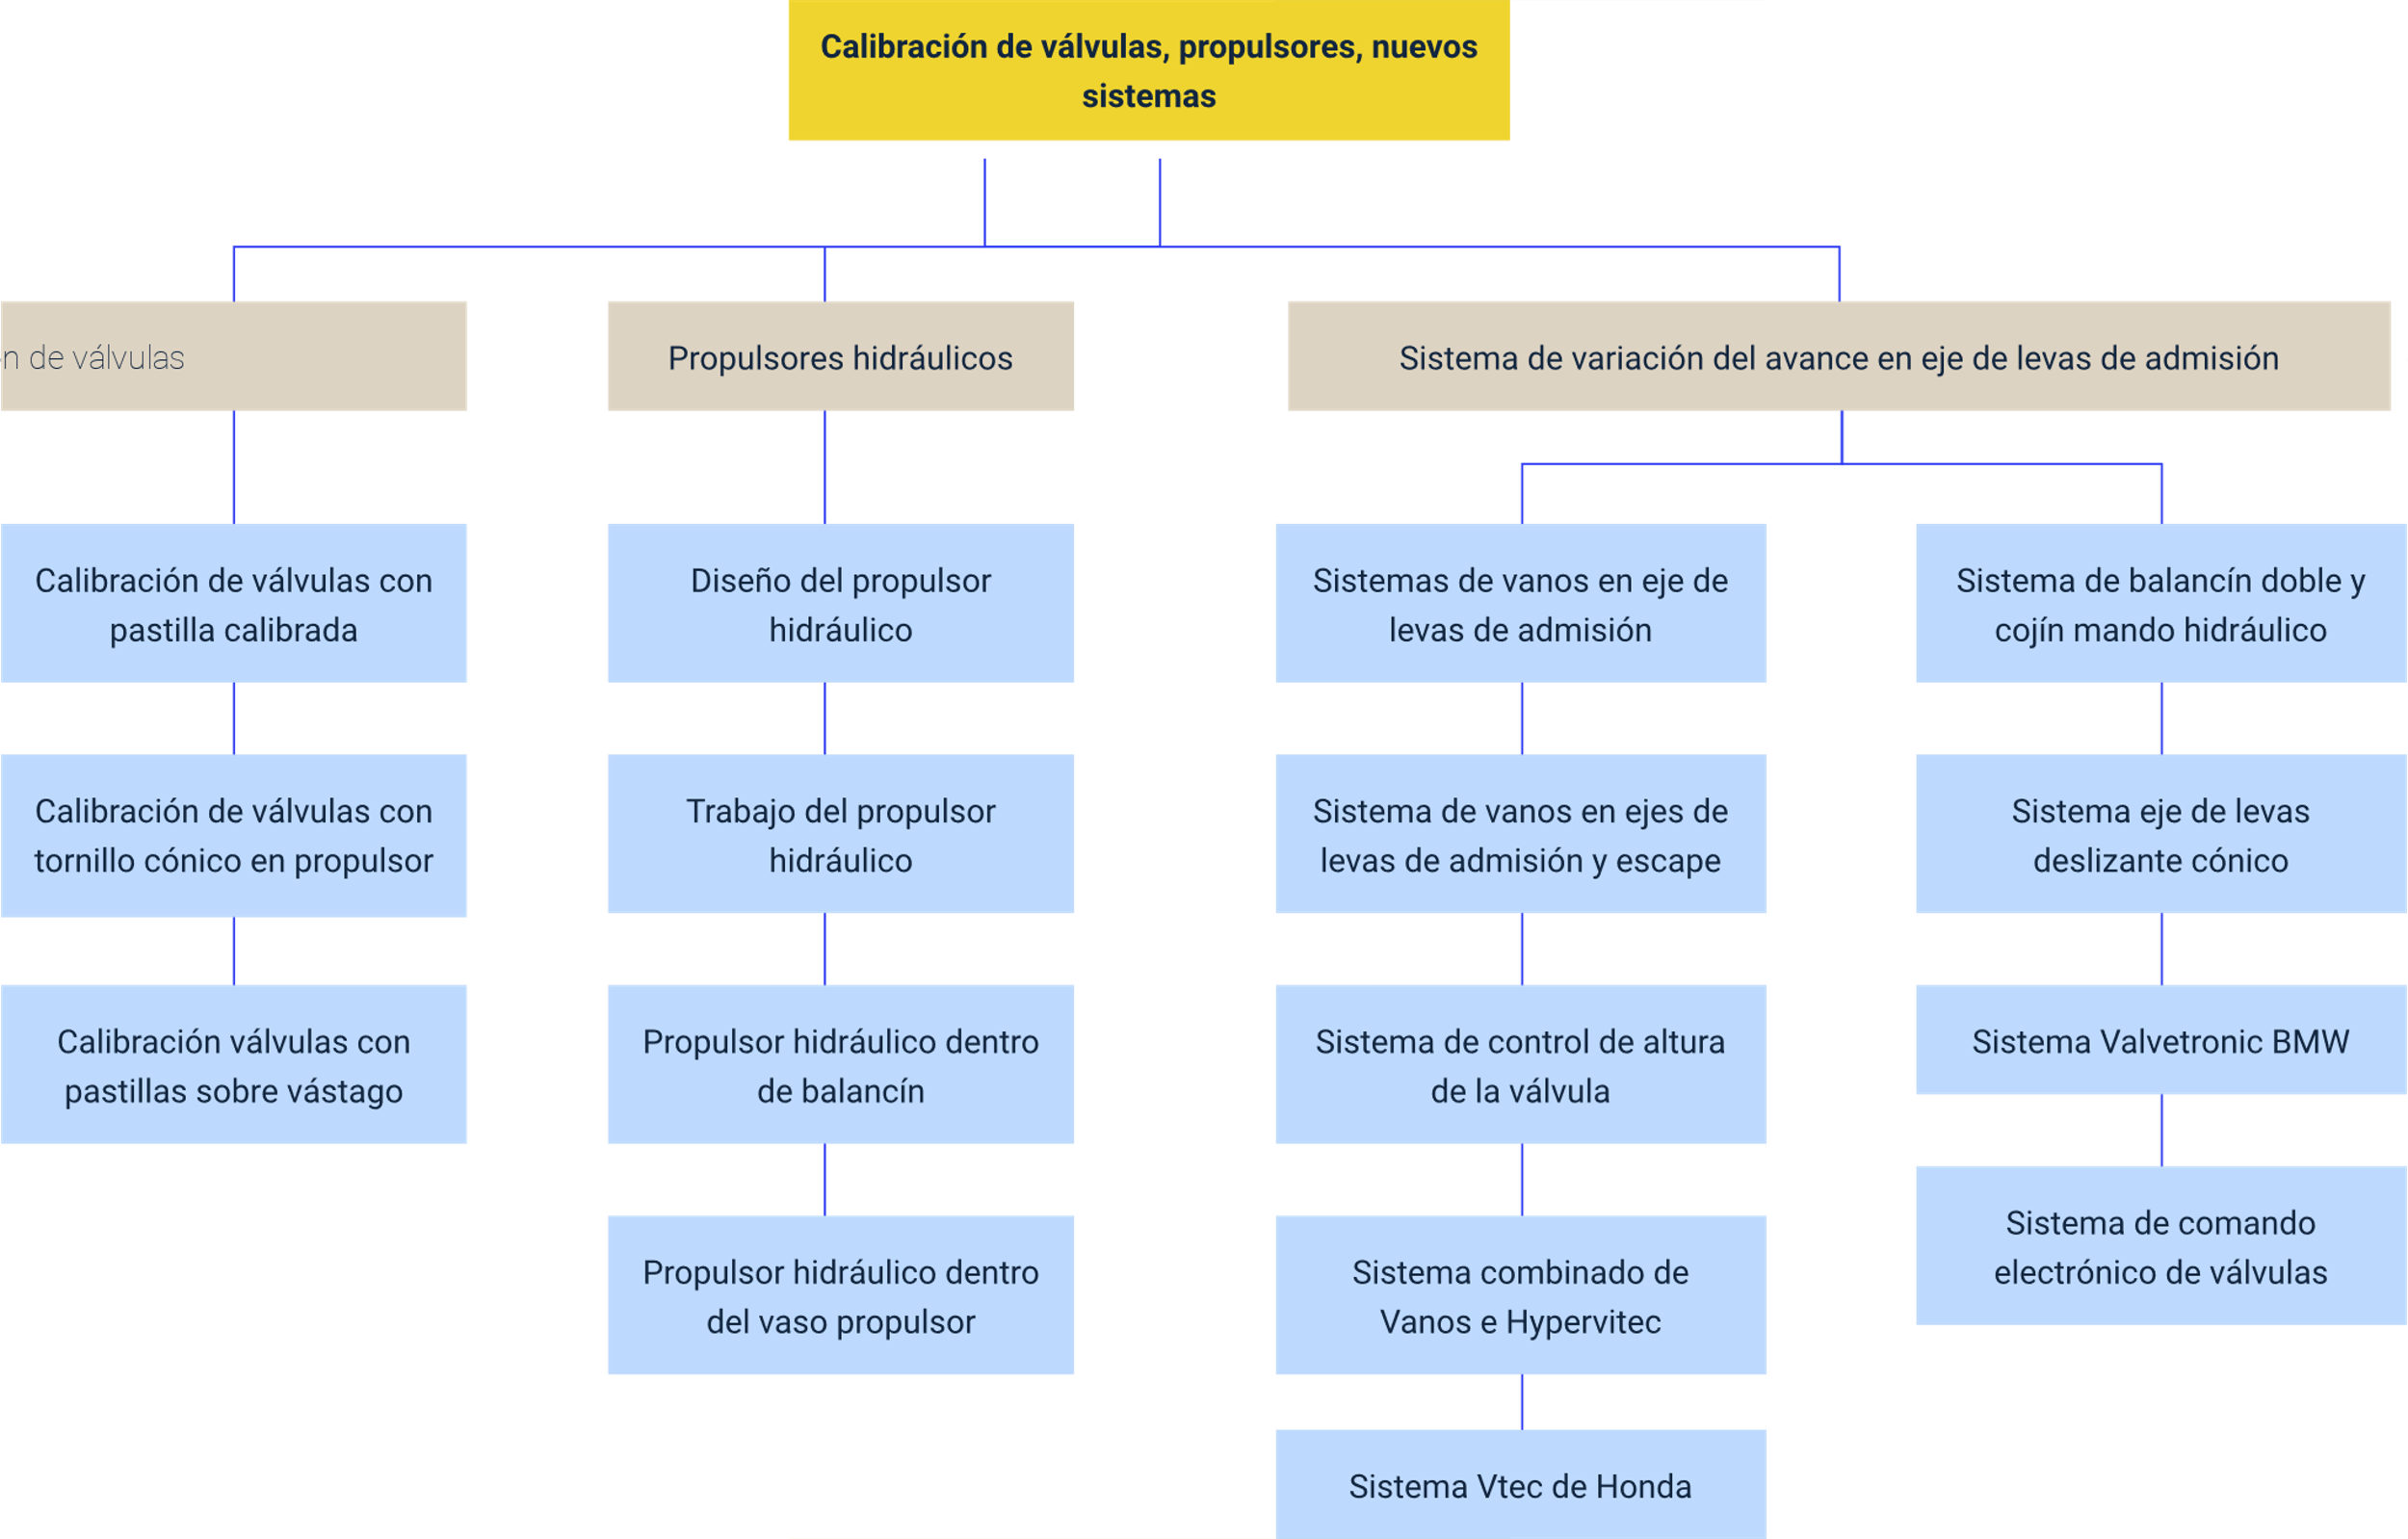 Calibración de válvulas, propulsores, nuevos
sistemas
de válvulas
Propulsores hidráulicos
Sistema de variación del avance en eje de levas de admisión
Calibración de válvulas con
pastilla calibrada
Calibración de válvulas con
tornillo cónico en propulsor
Calibración válvulas con
pastillas sobre vástago
Diseño del propulsor
hidráulico
Trabajo del propulsor
hidráulico
Propulsor hidráulico dentro
de balancín
Propulsor hidráulico dentro
del vaso propulsor
Sistemas de vanos en eje de
levas de admisión
Sistema de vanos en ejes de
levas de admisión y escape
Sistema de control de altura
de la válvula
Sistema combinado de
Vanos e Hypervitec
Sistema Vtec de Honda
Sistema de balancín doble y
cojín mando hidráulico
Sistema eje de levas
deslizante cónico
Sistema Valvetronic BMW
Sistema de comando
electrónico de válvulas